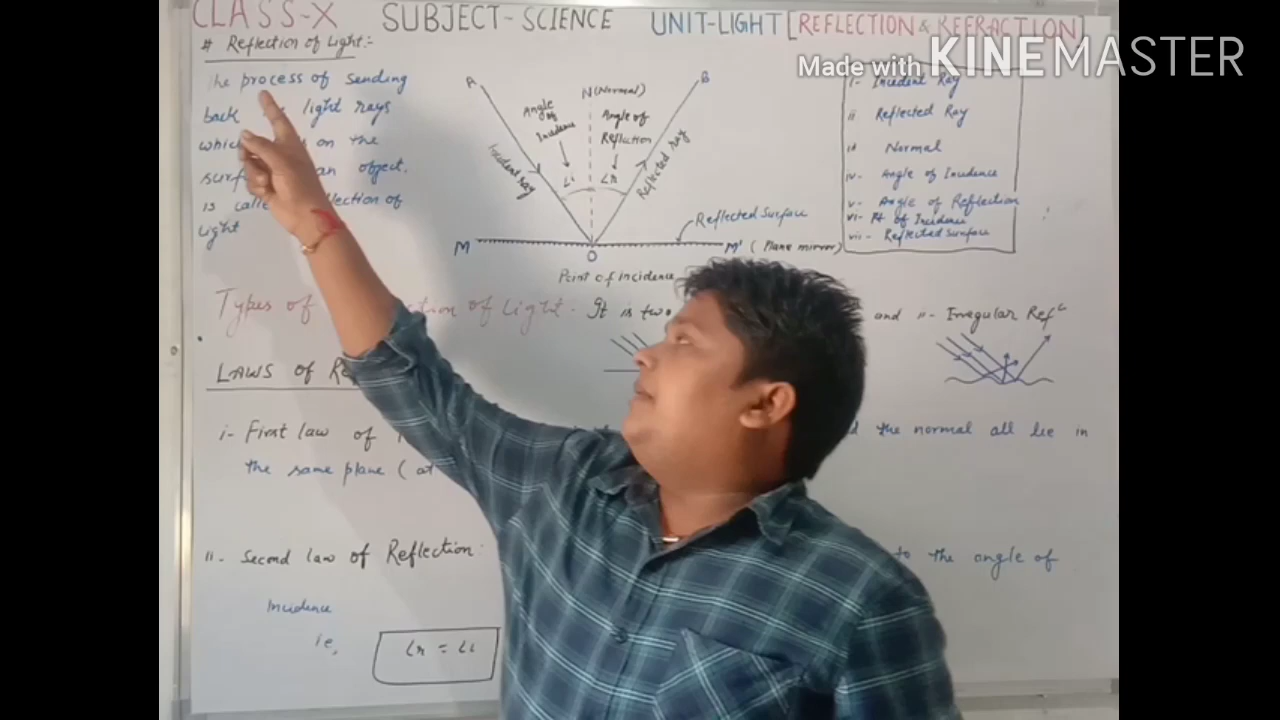 CLASS-X SUBJECT-SCIENCE UNIT-LIGHT [REFLECTION & REFRACTION]
Made with KINEMASTER
# Reflection of Light:-
The process of sending
back light rays
on the
an object.
is
light
A
N (Normal)
B
Angle
of
Incidence
Angle of
Reflection
Incident ray
Reflected ray
∠i
∠r
Reflected Surface
M
O
M' ( Plane mirror)
Point of incidence
i- Incedent Ray
ii Reflected Ray
Normal
iv- Angle of Incidence
v- Angle of Reflection
vi- Pt of Incidence
vii- Reflected Surface
Types of of Light. It is two and ii- Irregular Ref
LAWS of
i- First law of the normal all lie in
the same plane (at
ii- Second law of Reflection: to the angle of
Incidence
ie,
∠r = ∠i